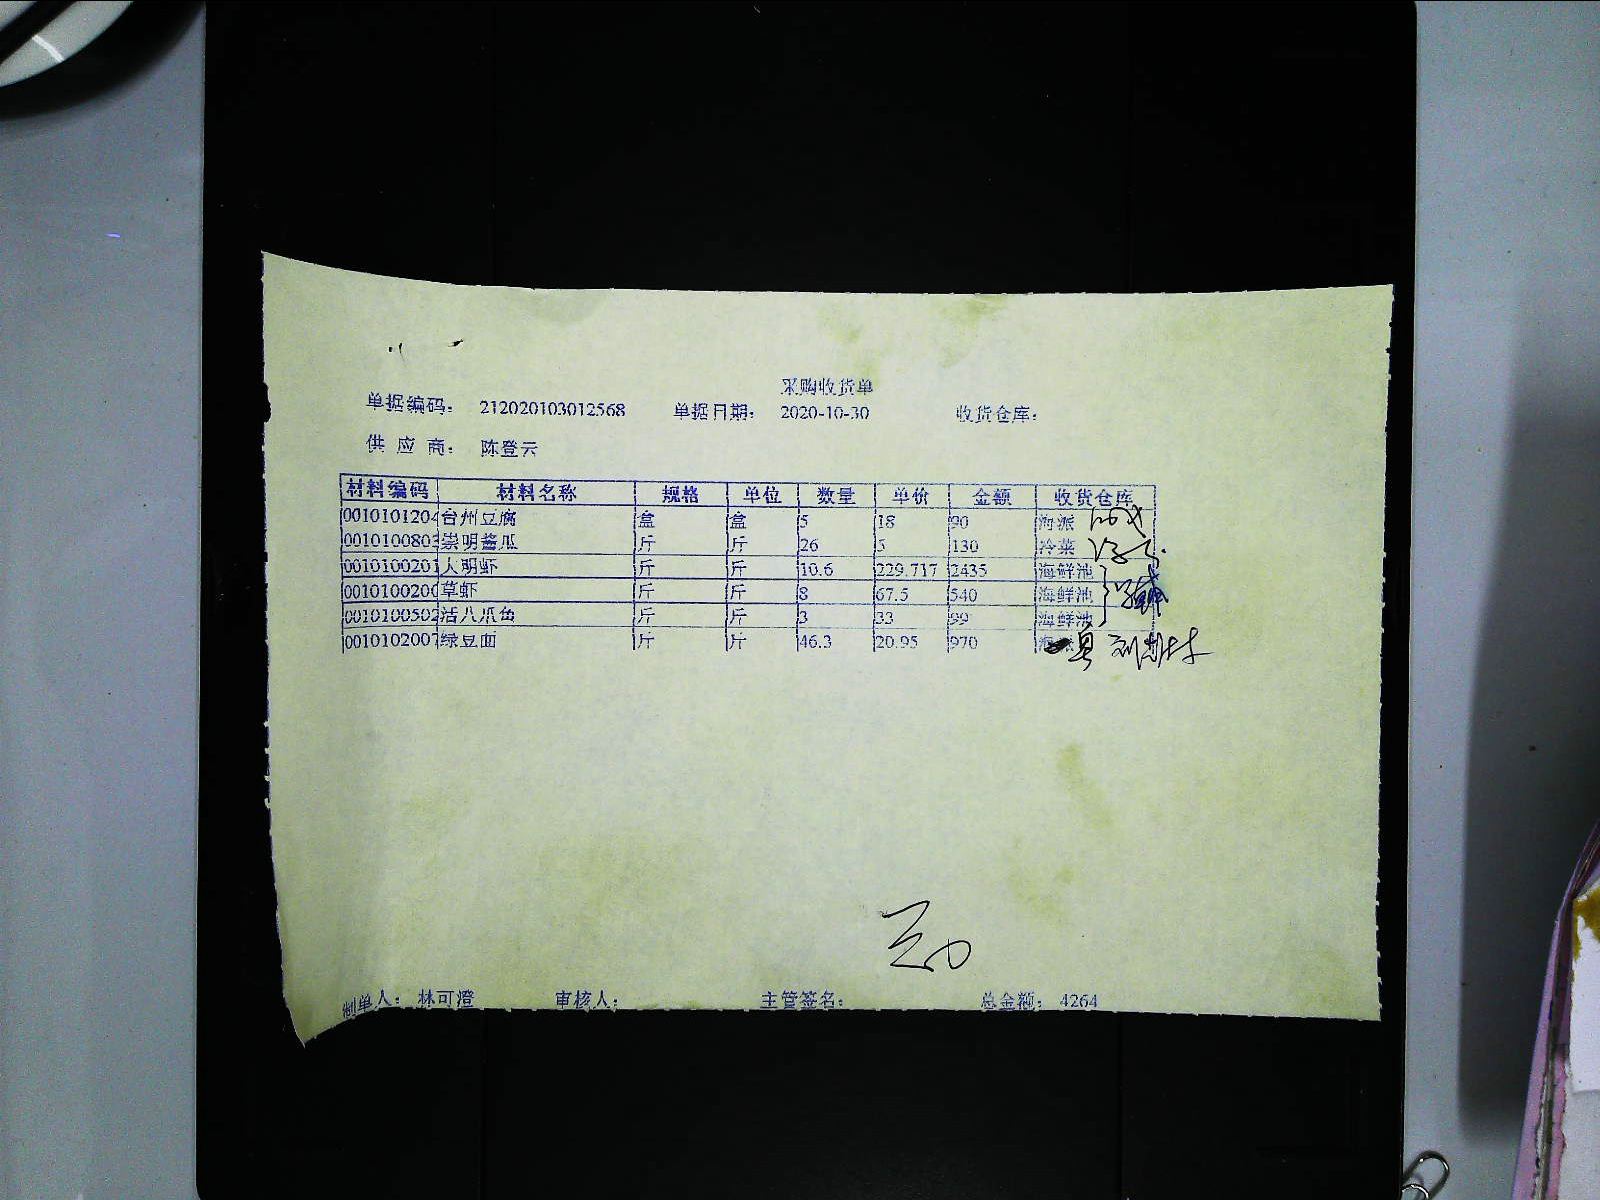 采购收货单
单据编码： 212020103012568 单据日期： 2020-10-30 收货仓库：
供 应 商： 陈登云
材料编码 材料名称 规格 单位 数量 单价 金额 收货仓库
0010101204 台州豆腐 盒 盒 5 18 90 海派
001010080 崇明酱瓜 斤 斤 26 5 130 冷菜
0010100201 大明虾 斤 斤 10.6 229.717 2435 海鲜池
001010020 草虾 斤 斤 8 67.5 540 海鲜池
0010100502 活八爪鱼 斤 斤 3 33 99 海鲜池
0010102007 绿豆面 斤 斤 46.3 20.95 970
制单人： 林可澄 审核人： 主管签名： 总金额： 4264